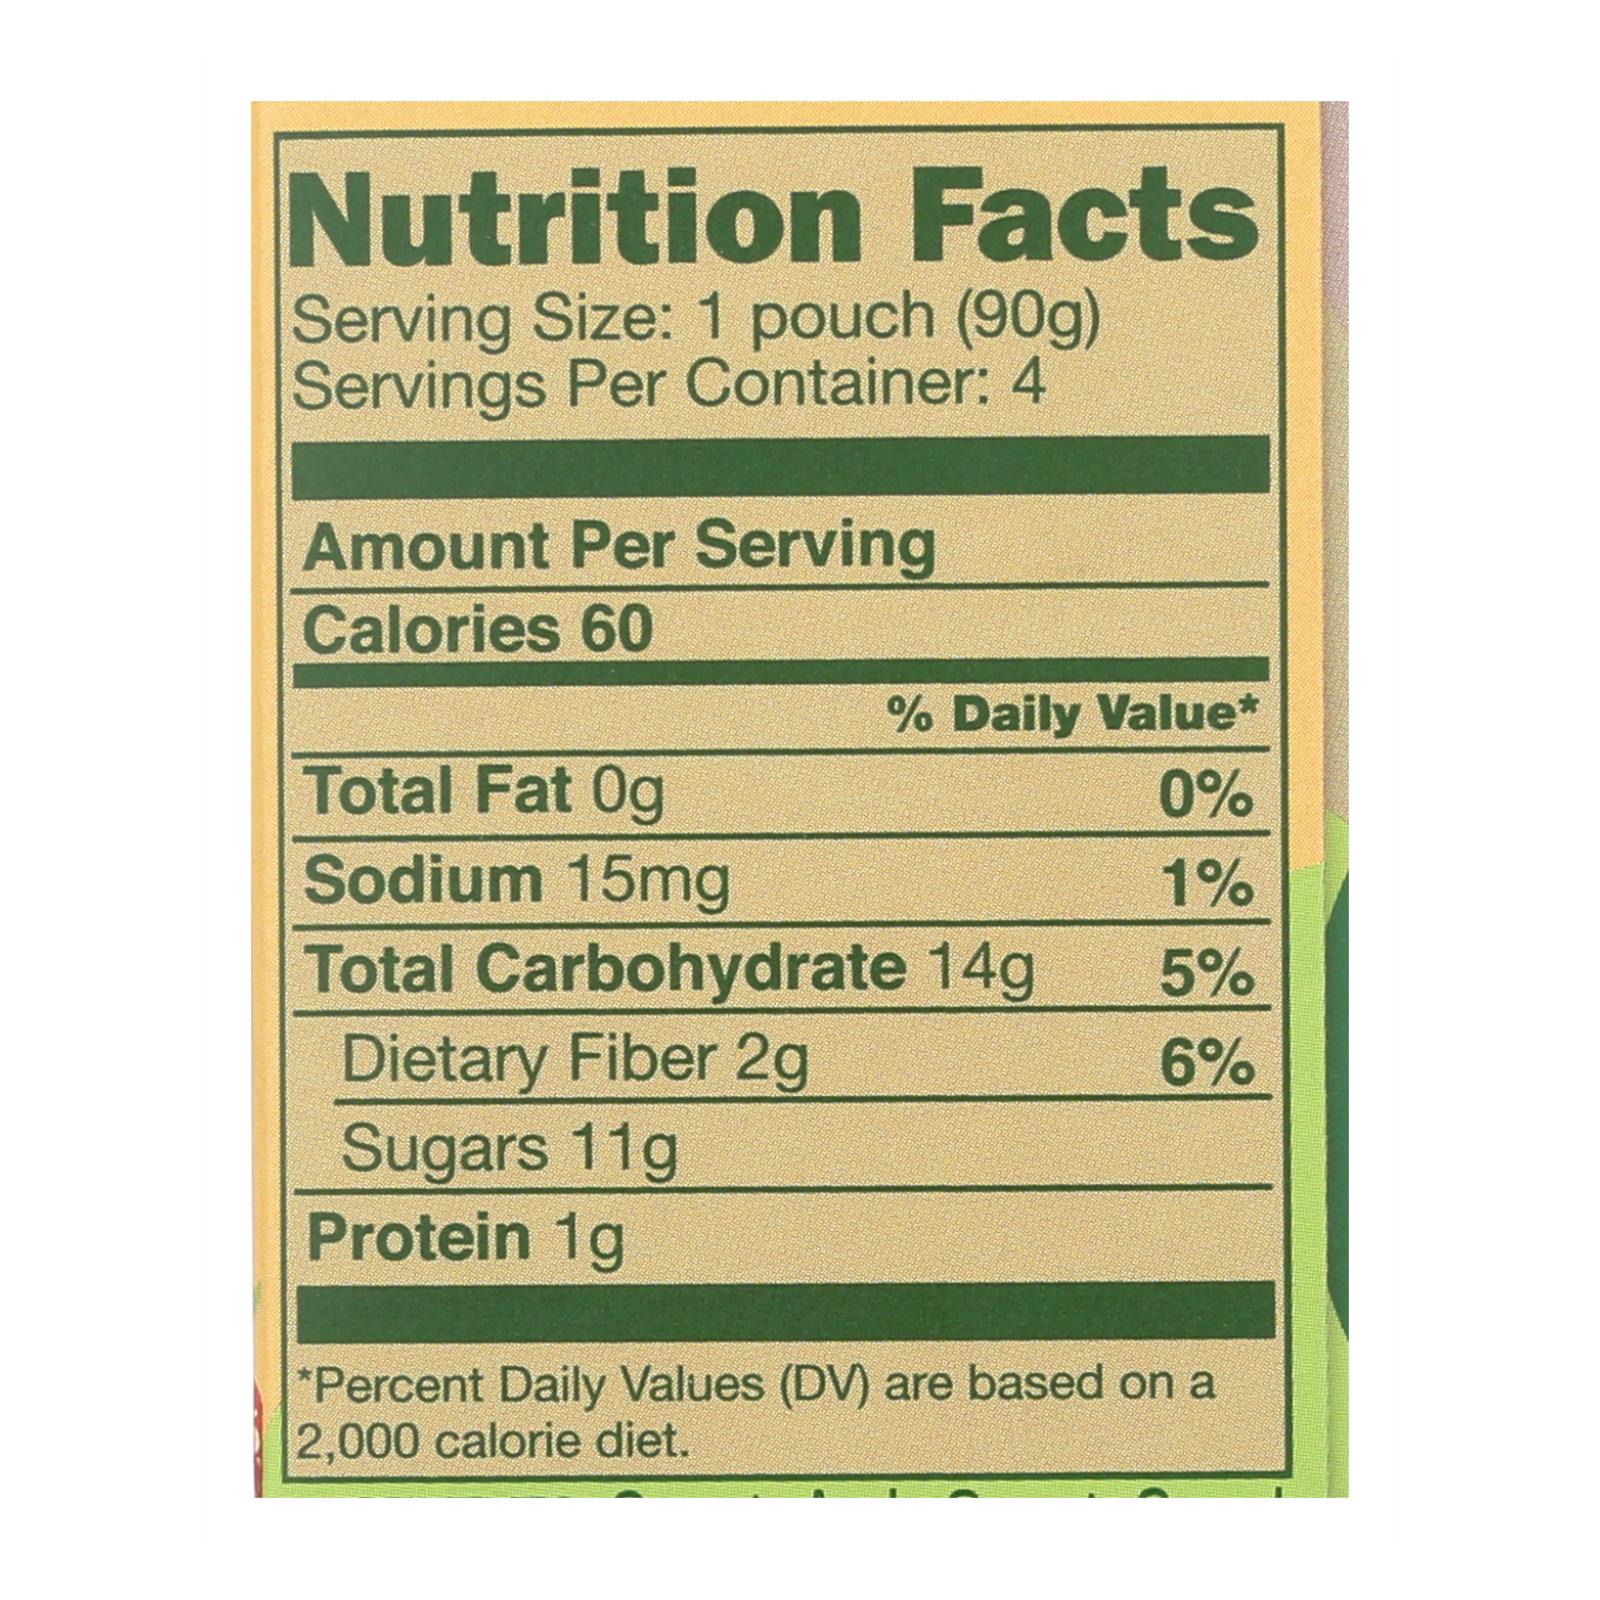 Nutrition Facts
Serving Size: 1 pouch (90g)
Servings Per Container: 4
Amount Per Serving
Calories 60
% Daily Value*
Total Fat 0g 0%
Sodium 15mg 1%
Total Carbohydrate 14g 5%
Dietary Fiber 2g 6%
Sugars 11g
Protein 1g
*Percent Daily Values (DV) are based on a
2,000 calorie diet.